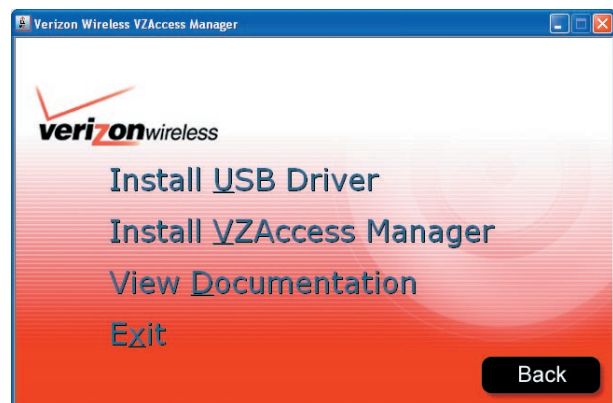 Verizon Wireless VZAccess Manager
verizonwireless
Install USB Driver
Install VZAccess Manager
View Documentation
Exit
Back